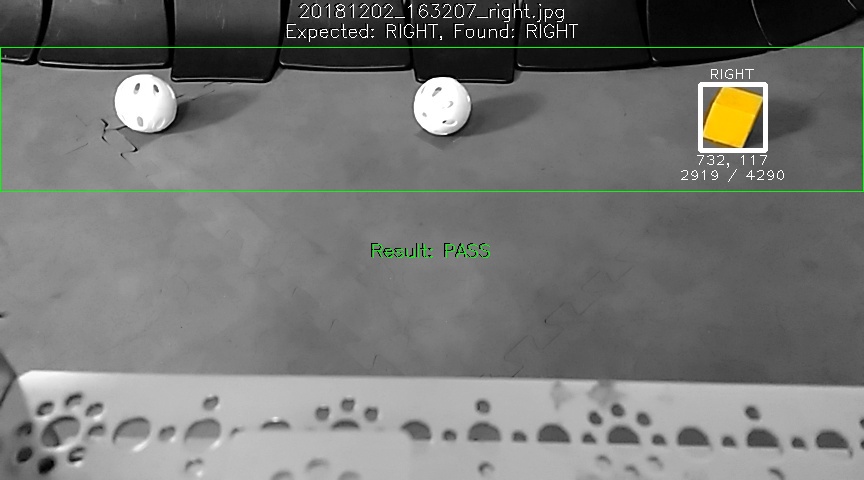 20181202_163207_right.jpg
Expected: RIGHT, Found: RIGHT
RIGHT
732, 117
2919 / 4290
Result: PASS